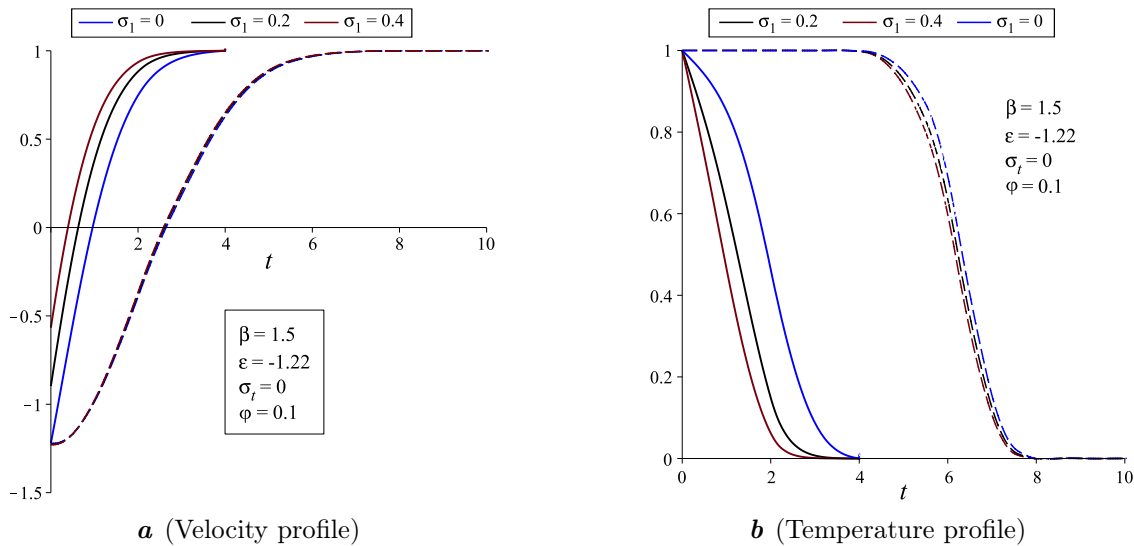 σ₁ = 0 σ₁ = 0.2 σ₁ = 0.4
1
0.5
0
−0.5
−1
−1.5
2 4 6 8 10
t
β = 1.5
ε = -1.22
σₜ = 0
φ = 0.1
a (Velocity profile)
σ₁ = 0.2 σ₁ = 0.4 σ₁ = 0
1
0.8
0.6
0.4
0.2
0
0 2 4 6 8 10
t
β = 1.5
ε = -1.22
σₜ = 0
φ = 0.1
b (Temperature profile)